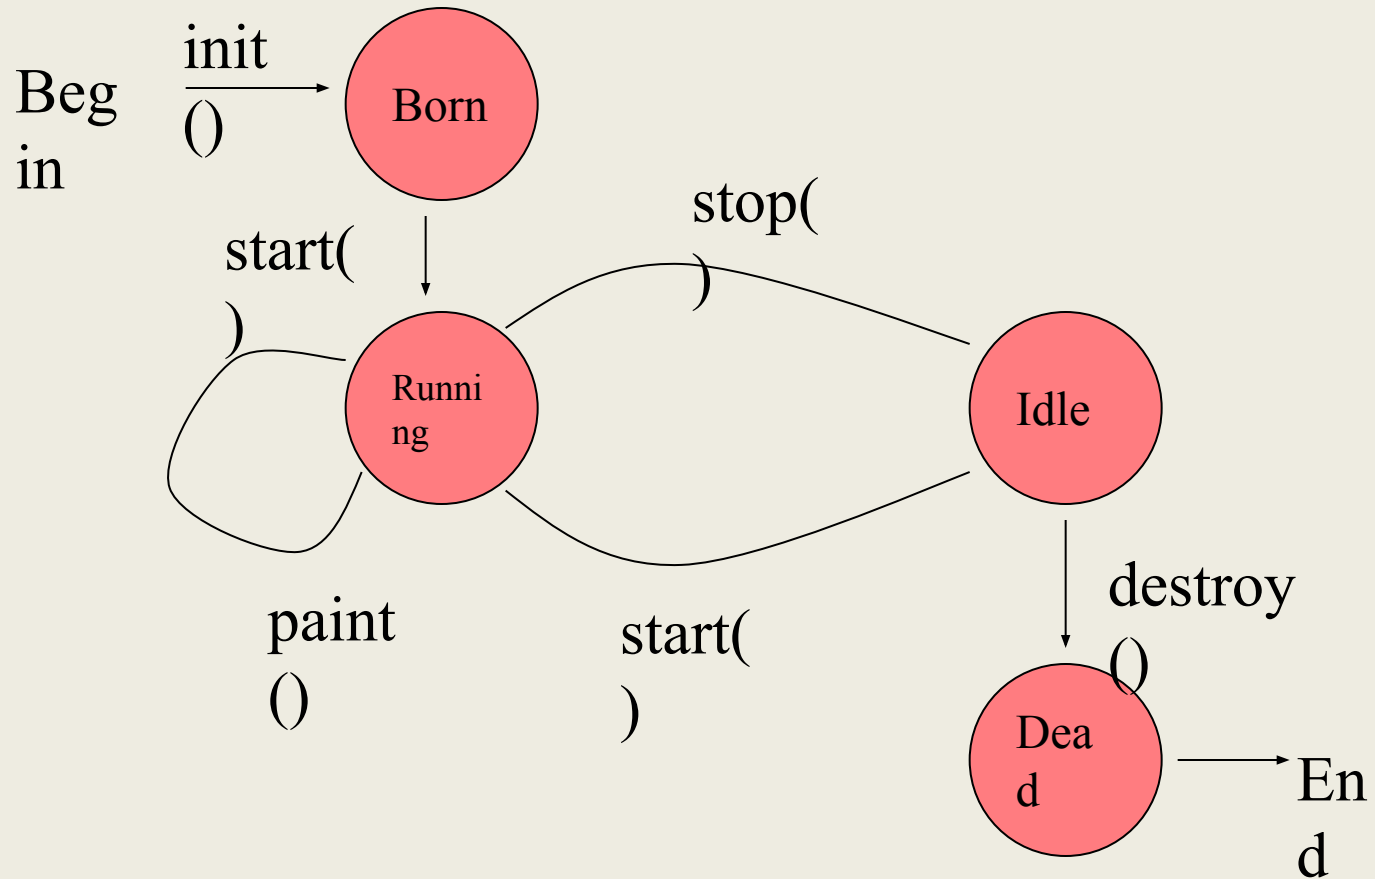 init
()
Beg
in
Born
stop(
)
start(
)
Runni
ng
Idle
paint
()
start(
)
destroy
()
Dea
d
En
d